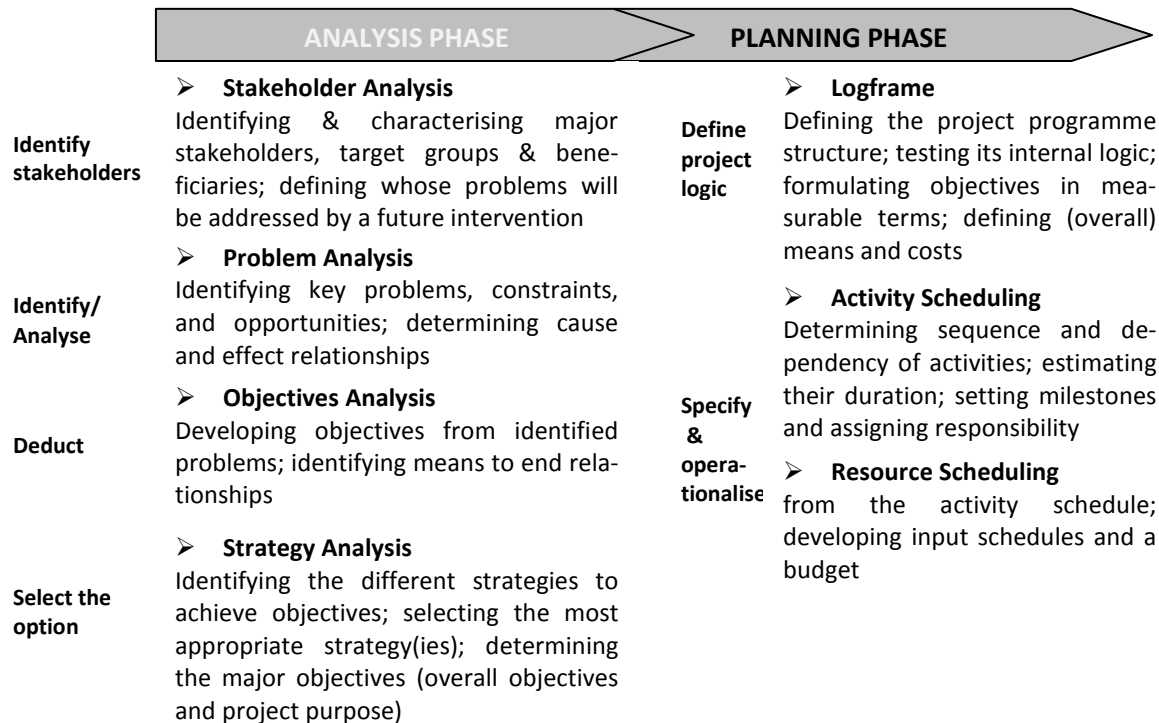 ANALYSIS PHASE
PLANNING PHASE
Identify
stakeholders
➢ Stakeholder Analysis
Identifying & characterising major
stakeholders, target groups & bene-
ficiaries; defining whose problems will
be addressed by a future intervention
Identify/
Analyse
➢ Problem Analysis
Identifying key problems, constraints,
and opportunities; determining cause
and effect relationships
Deduct
➢ Objectives Analysis
Developing objectives from identified
problems; identifying means to end rela-
tionships
Select the
option
➢ Strategy Analysis
Identifying the different strategies to
achieve objectives; selecting the most
appropriate strategy(ies); determining
the major objectives (overall objectives
and project purpose)
Define
project
logic
➢ Logframe
Defining the project programme
structure; testing its internal logic;
formulating objectives in mea-
surable terms; defining (overall)
means and costs
Specify
&
opera-
tionalise
➢ Activity Scheduling
Determining sequence and de-
pendency of activities; estimating
their duration; setting milestones
and assigning responsibility
➢ Resource Scheduling
from the activity schedule;
developing input schedules and a
budget